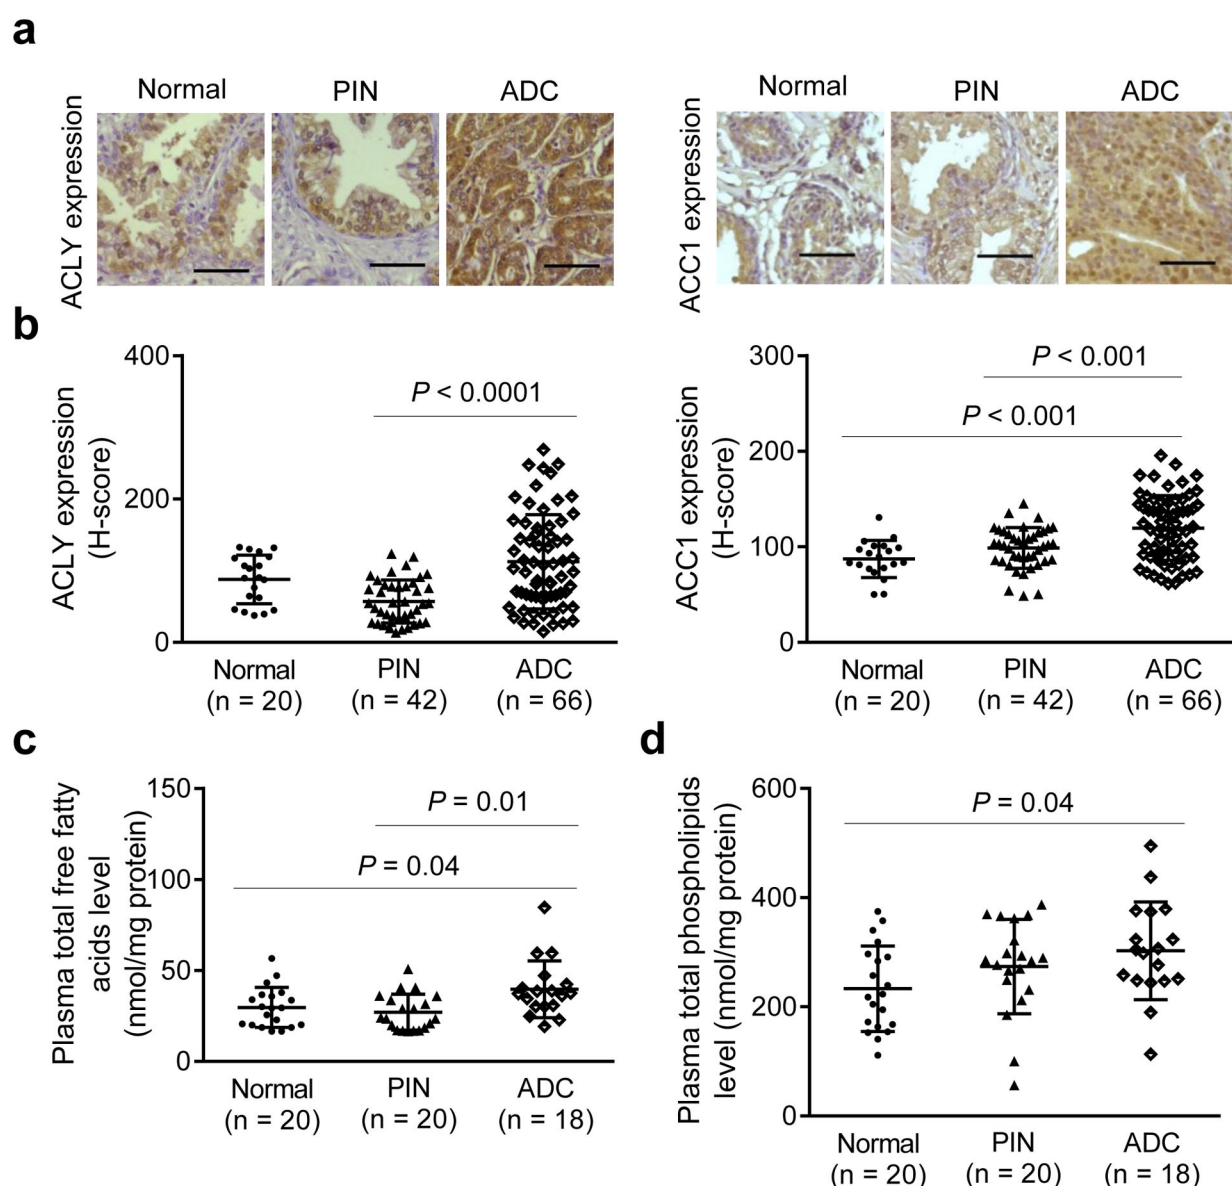 a
Normal PIN ADC
ACLY expression
Normal PIN ADC
ACC1 expression
b
ACLY expression
(H-score)
400
200
0
P < 0.0001
Normal PIN ADC
(n = 20) (n = 42) (n = 66)
ACC1 expression
(H-score)
300
200
100
0
P < 0.001
P < 0.001
Normal PIN ADC
(n = 20) (n = 42) (n = 66)
c
Plasma total free fatty
acids level
(nmol/mg protein)
150
100
50
0
P = 0.01
P = 0.04
Normal PIN ADC
(n = 20) (n = 20) (n = 18)
d
Plasma total phospholipids
level (nmol/mg protein)
600
400
200
0
P = 0.04
Normal PIN ADC
(n = 20) (n = 20) (n = 18)